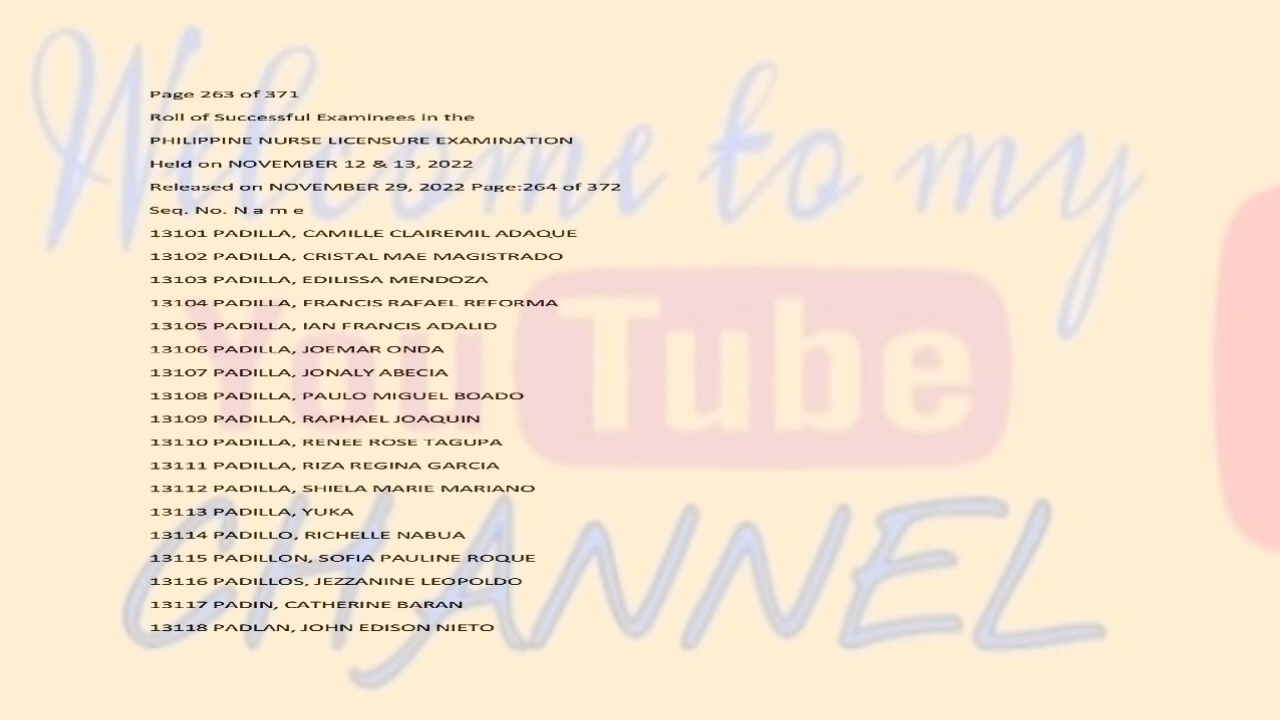 Welcome to my
YouTube
CHANNEL
Page 263 of 371
Roll of Successful Examinees in the
PHILIPPINE NURSE LICENSURE EXAMINATION
Held on NOVEMBER 12 & 13, 2022
Released on NOVEMBER 29, 2022 Page:264 of 372
Seq. No. N a m e
13101 PADILLA, CAMILLE CLAIREMIL ADAQUE
13102 PADILLA, CRISTAL MAE MAGISTRADO
13103 PADILLA, EDILISSA MENDOZA
13104 PADILLA, FRANCIS RAFAEL REFORMA
13105 PADILLA, IAN FRANCIS ADALID
13106 PADILLA, JOEMAR ONDA
13107 PADILLA, JONALY ABECIA
13108 PADILLA, PAULO MIGUEL BOADO
13109 PADILLA, RAPHAEL JOAQUIN
13110 PADILLA, RENEE ROSE TAGUPA
13111 PADILLA, RIZA REGINA GARCIA
13112 PADILLA, SHIELA MARIE MARIANO
13113 PADILLA, YUKA
13114 PADILLO, RICHELLE NABUA
13115 PADILLON, SOFIA PAULINE ROQUE
13116 PADILLOS, JEZZANINE LEOPOLDO
13117 PADIN, CATHERINE BARAN
13118 PADLAN, JOHN EDISON NIETO